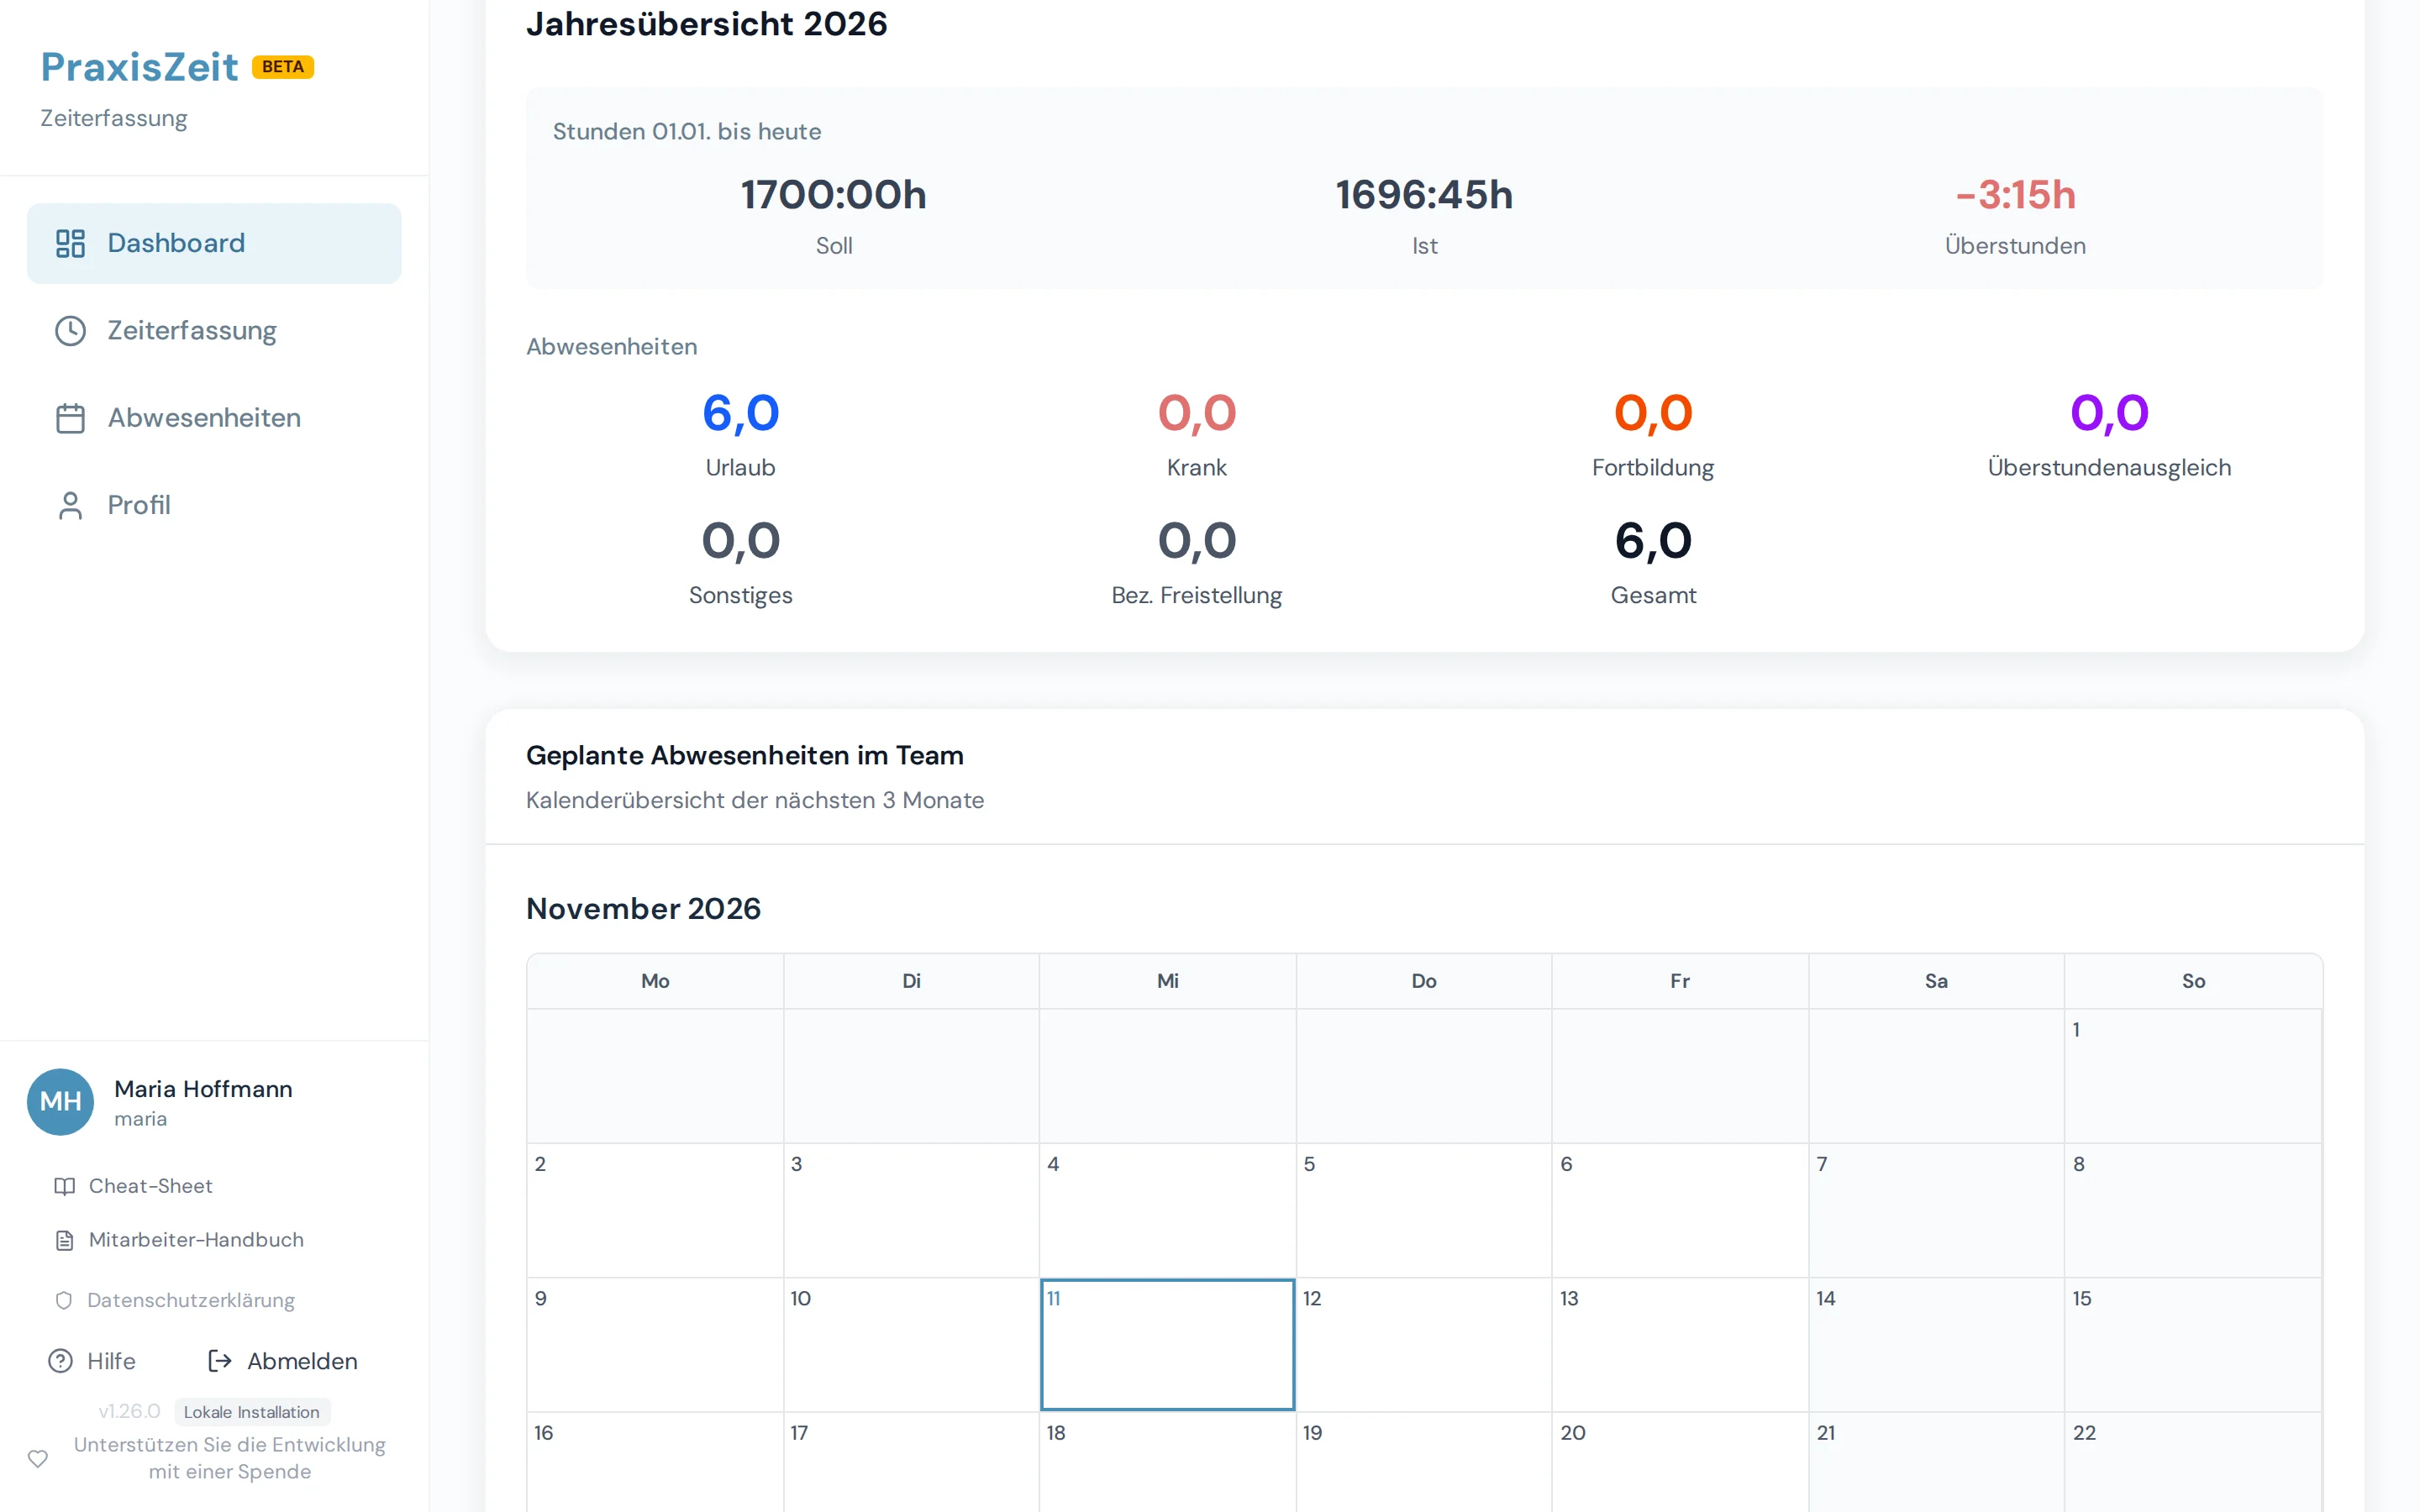 PraxisZeit BETA
Zeiterfassung
Dashboard
Zeiterfassung
Abwesenheiten
Profil
Maria Hoffmann
MH
maria
Cheat-Sheet
Mitarbeiter-Handbuch
Datenschutzerklärung
Hilfe Abmelden
v1.26.0 Lokale Installation
Unterstützen Sie die Entwicklung
mit einer Spende
Jahresübersicht 2026
Stunden 01.01. bis heute
1700:00h 1696:45h -3:15h
Soll Ist Überstunden
Abwesenheiten
6,0 0,0 0,0 0,0
Urlaub Krank Fortbildung Überstundenausgleich
0,0 0,0 6,0
Sonstiges Bez. Freistellung Gesamt
Geplante Abwesenheiten im Team
Kalenderübersicht der nächsten 3 Monate
November 2026
Mo Di Mi Do Fr Sa So
1
2 3 4 5 6 7 8
9 10 11 12 13 14 15
16 17 18 19 20 21 22